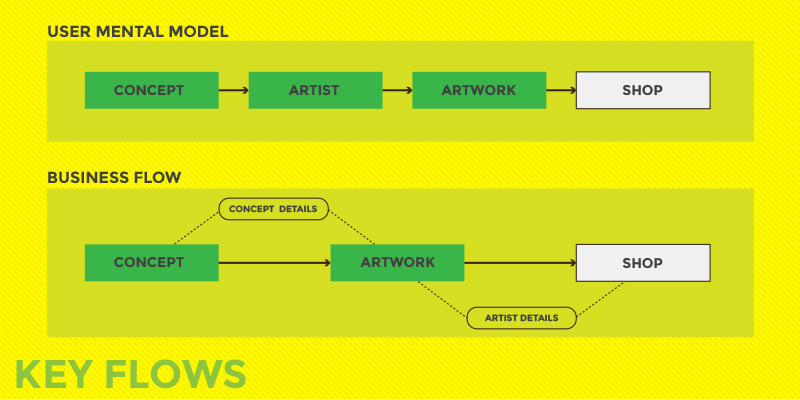 USER MENTAL MODEL
CONCEPT
ARTIST
ARTWORK
SHOP
BUSINESS FLOW
CONCEPT DETAILS
CONCEPT
ARTWORK
SHOP
ARTIST DETAILS
KEY FLOWS